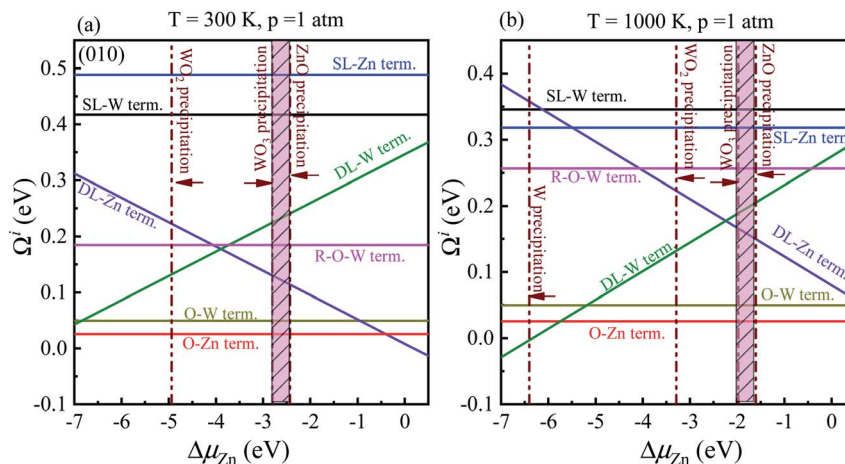 (a)
T = 300 K, p =1 atm
(010)
0.5
0.4
0.3
0.2
0.1
0.0
-0.1
Ωⁱ (eV)
WO₂ precipitation
WO₃ precipitation
ZnO precipitation
SL-Zn term.
SL-W term.
DL-W term.
DL-Zn term.
R-O-W term.
O-W term.
O-Zn term.
-7
-6
-5
-4
-3
-2
-1
0
Δμ_Zn (eV)
(b)
T = 1000 K, p =1 atm
0.4
0.3
0.2
0.1
0.0
-0.1
Ωⁱ (eV)
W precipitation
WO₂ precipitation
WO₃ precipitation
ZnO precipitation
SL-W term.
SL-Zn term.
R-O-W term.
DL-W term.
DL-Zn term.
O-W term.
O-Zn term.
-7
-6
-5
-4
-3
-2
-1
0
Δμ_Zn (eV)